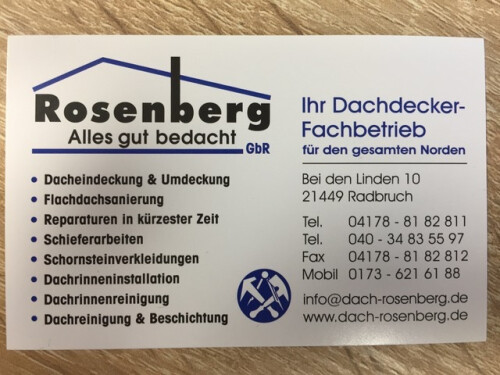 Rosenberg
Alles gut bedacht
GbR
• Dacheindeckung & Umdeckung
• Flachdachsanierung
• Reparaturen in kürzester Zeit
• Schieferarbeiten
• Schornsteinverkleidungen
• Dachrinneninstallation
• Dachrinnenreinigung
• Dachreinigung & Beschichtung
Ihr Dachdecker-
Fachbetrieb
für den gesamten Norden
Bei den Linden 10
21449 Radbruch
Tel. 04178 - 81 82 811
Tel. 040 - 34 83 55 97
Fax 04178 - 81 82 812
Mobil 0173 - 621 61 88
info@dach-rosenberg.de
www.dach-rosenberg.de